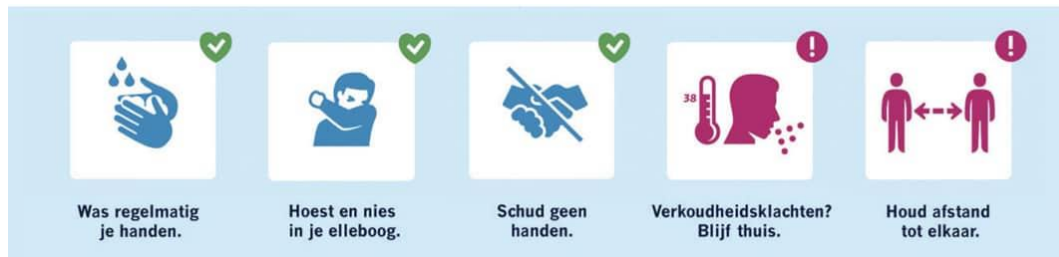 Was regelmatig
je handen.
Hoest en nies
in je elleboog.
Schud geen
handen.
38
Verkoudheidsklachten?
Blijf thuis.
Houd afstand
tot elkaar.